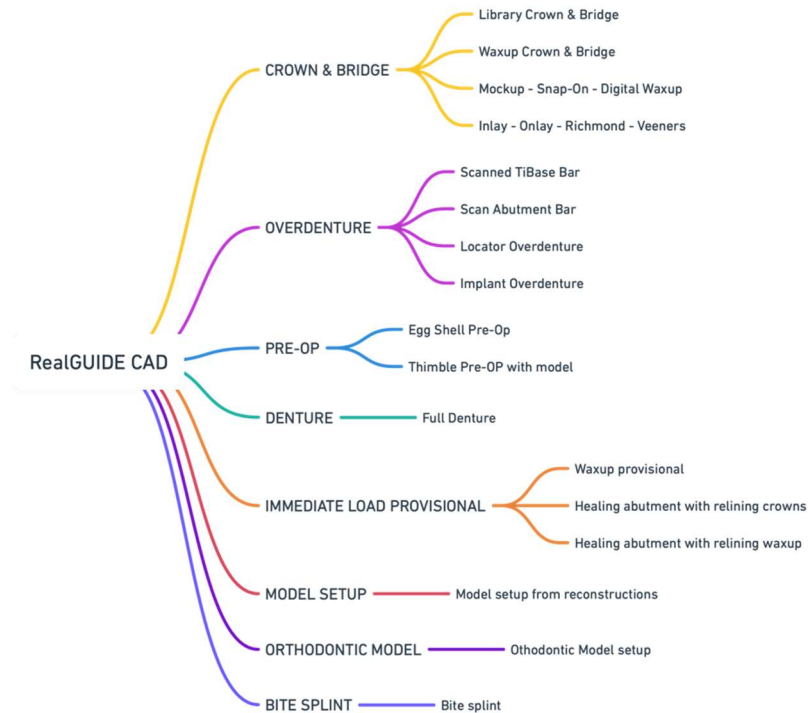 RealGUIDE CAD
CROWN & BRIDGE
Library Crown & Bridge
Waxup Crown & Bridge
Mockup - Snap-On - Digital Waxup
Inlay - Onlay - Richmond - Veeners
OVERDENTURE
Scanned TiBase Bar
Scan Abutment Bar
Locator Overdenture
Implant Overdenture
PRE-OP
Egg Shell Pre-Op
Thimble Pre-OP with model
DENTURE
Full Denture
IMMEDIATE LOAD PROVISIONAL
Waxup provisional
Healing abutment with relining crowns
Healing abutment with relining waxup
MODEL SETUP
Model setup from reconstructions
ORTHODONTIC MODEL
Othodontic Model setup
BITE SPLINT
Bite splint